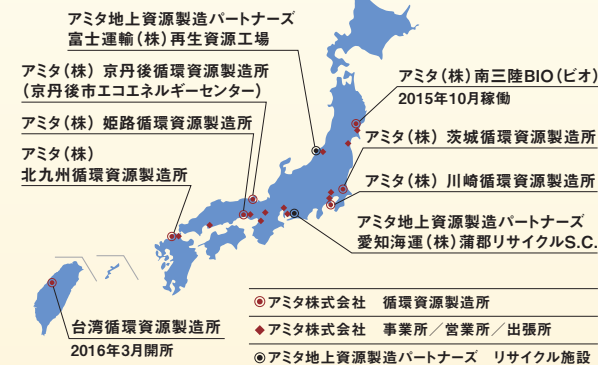 アミタ地上資源製造パートナーズ
富士運輸(株)再生資源工場
アミタ(株) 京丹後循環資源製造所
(京丹後市エコエネルギーセンター)
アミタ(株) 姫路循環資源製造所
アミタ(株)
北九州循環資源製造所
アミタ(株)南三陸BIO(ビオ)
2015年10月稼働
アミタ(株) 茨城循環資源製造所
アミタ(株) 川崎循環資源製造所
アミタ地上資源製造パートナーズ
愛知海運(株)蒲郡リサイクルS.C.
台湾循環資源製造所
2016年3月開所
アミタ株式会社 循環資源製造所
アミタ株式会社 事業所/営業所/出張所
アミタ地上資源製造パートナーズ リサイクル施設